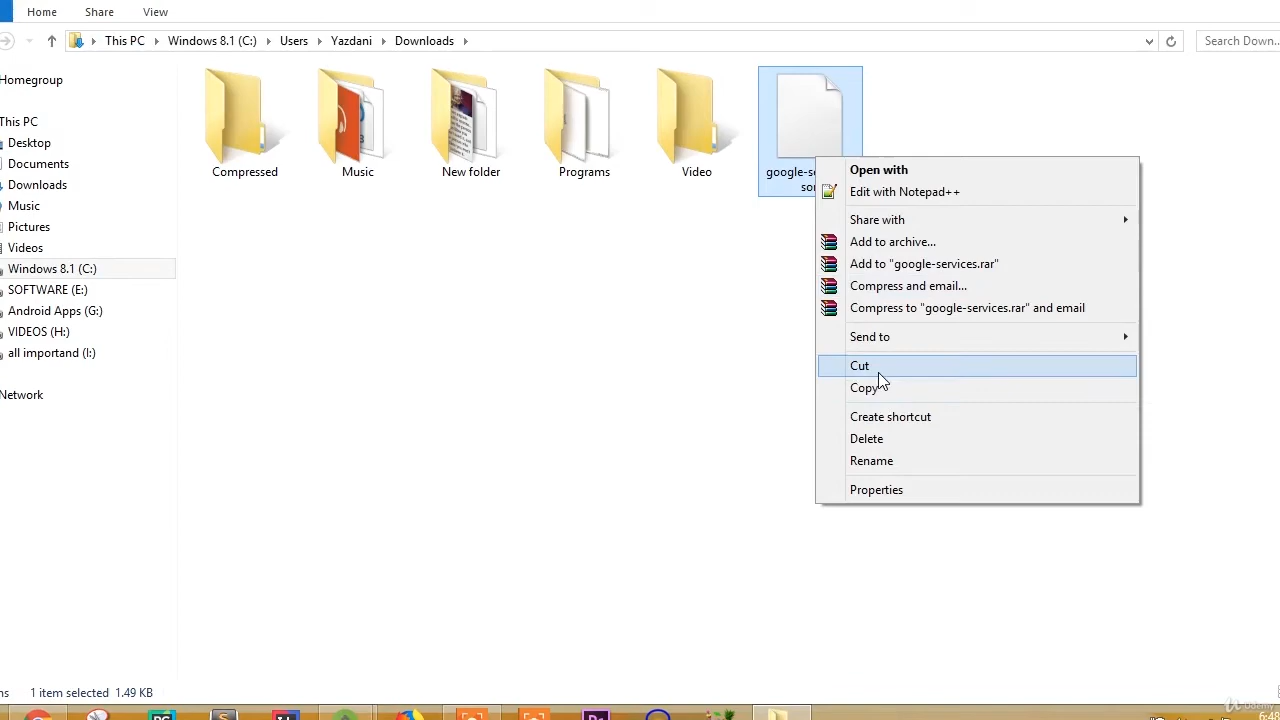 Home Share View
This PC Windows 8.1 (C:) Users Yazdani Downloads
Search Down...
Homegroup
This PC
Desktop
Documents
Downloads
Music
Pictures
Videos
Windows 8.1 (C:)
SOFTWARE (E:)
Android Apps (G:)
VIDEOS (H:)
all importand (I:)
Network
Compressed
Music
New folder
Programs
Video
google-s
so
Open with
Edit with Notepad++
Share with
Add to archive...
Add to "google-services.rar"
Compress and email...
Compress to "google-services.rar" and email
Send to
Cut
Copy
Create shortcut
Delete
Rename
Properties
1 item selected 1.49 KB
Udemy